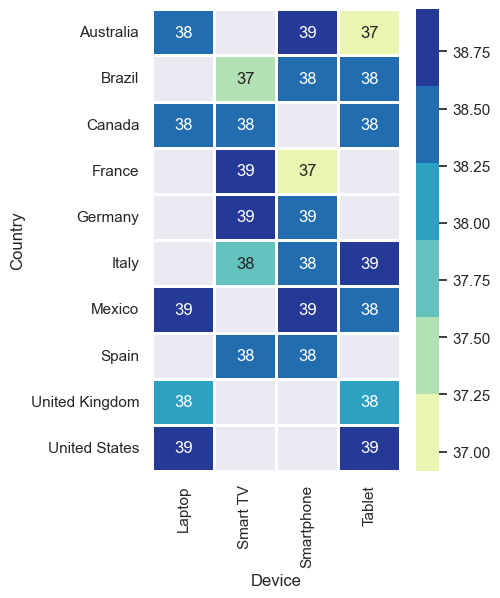 Australia 38 39 37
Brazil 37 38 38
Canada 38 38 38
France 39 37
Germany 39 39
Italy 38 38 39
Mexico 39 39 38
Spain 38 38
United Kingdom 38 38
United States 39 39
Country
Laptop
Smart TV
Smartphone
Tablet
Device
38.75
38.50
38.25
38.00
37.75
37.50
37.25
37.00